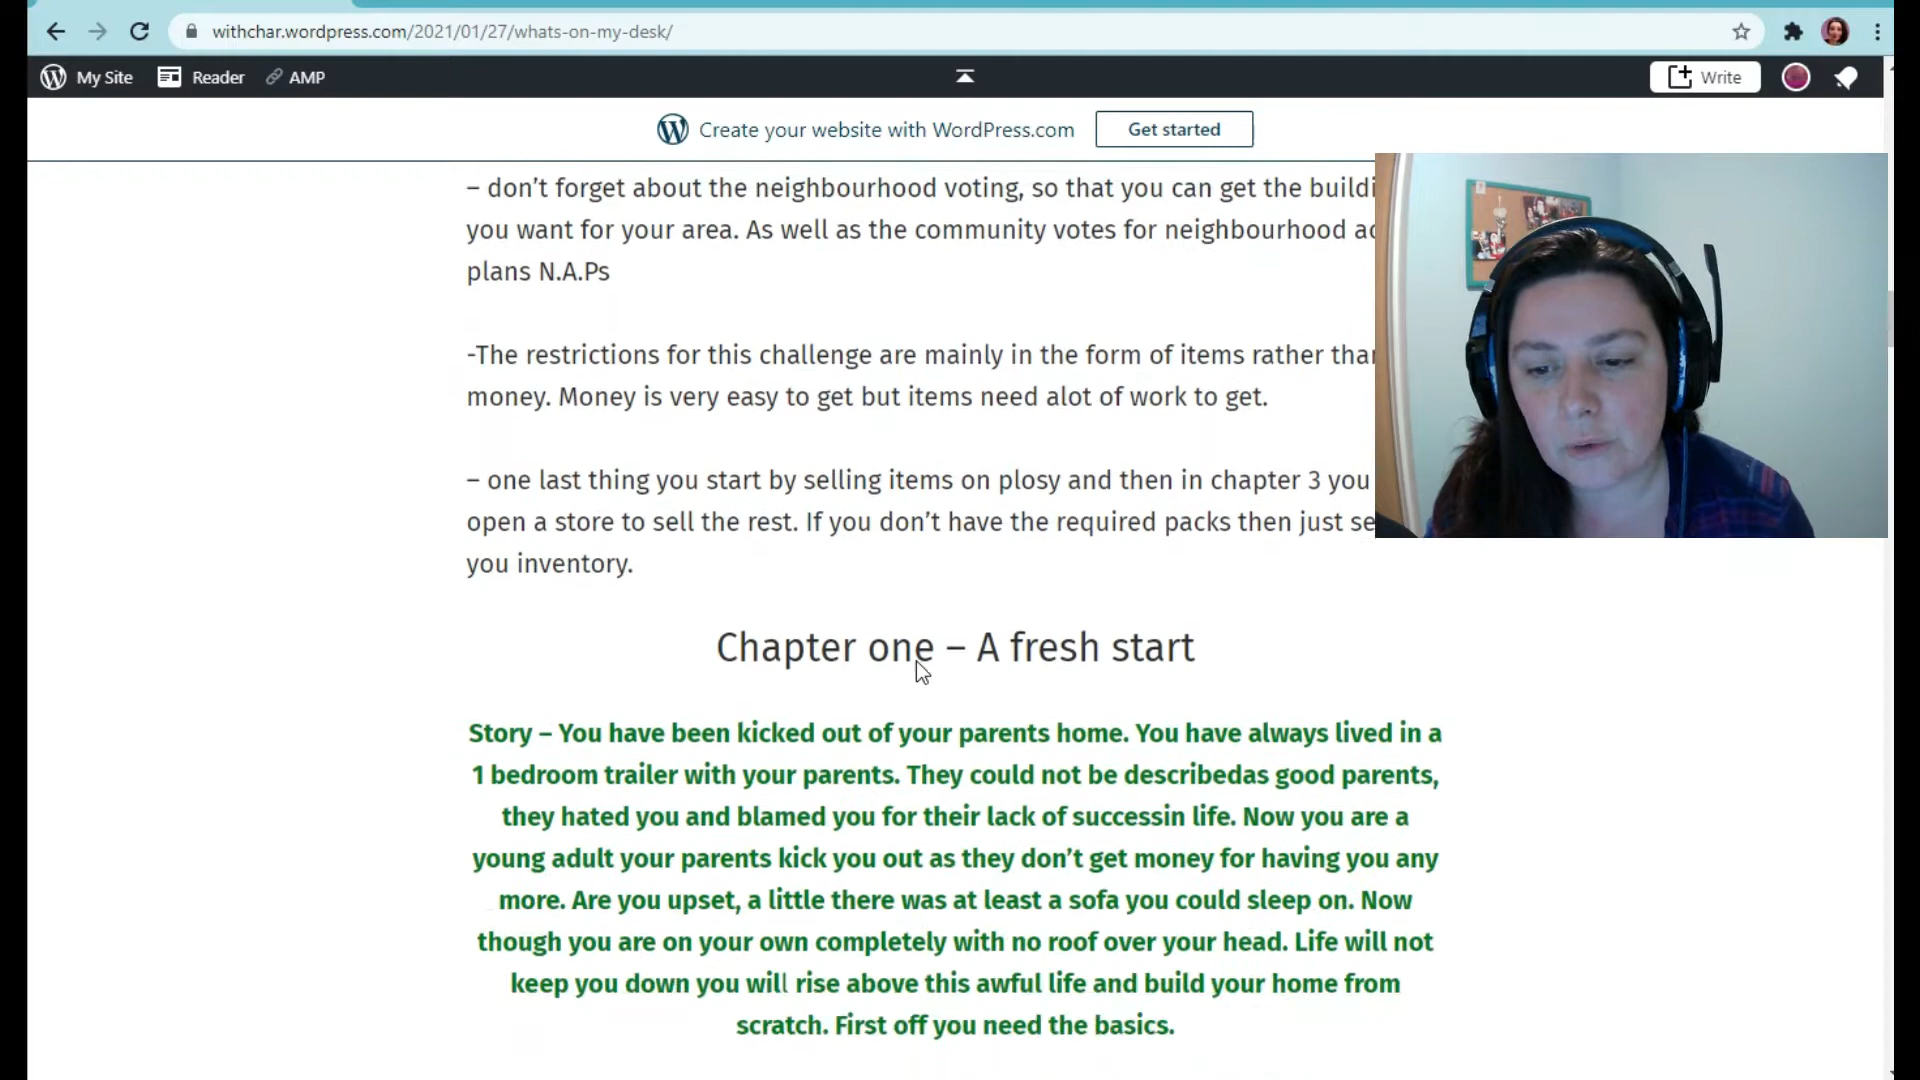 withchar.wordpress.com/2021/01/27/whats-on-my-desk/
My Site Reader AMP Write
Create your website with WordPress.com Get started
– don’t forget about the neighbourhood voting, so that you can get the buildi
you want for your area. As well as the community votes for neighbourhood ac
plans N.A.Ps
-The restrictions for this challenge are mainly in the form of items rather than
money. Money is very easy to get but items need alot of work to get.
– one last thing you start by selling items on plosy and then in chapter 3 you
open a store to sell the rest. If you don’t have the required packs then just se
you inventory.
Chapter one – A fresh start
Story – You have been kicked out of your parents home. You have always lived in a
1 bedroom trailer with your parents. They could not be describedas good parents,
they hated you and blamed you for their lack of successin life. Now you are a
young adult your parents kick you out as they don’t get money for having you any
more. Are you upset, a little there was at least a sofa you could sleep on. Now
though you are on your own completely with no roof over your head. Life will not
keep you down you will rise above this awful life and build your home from
scratch. First off you need the basics.